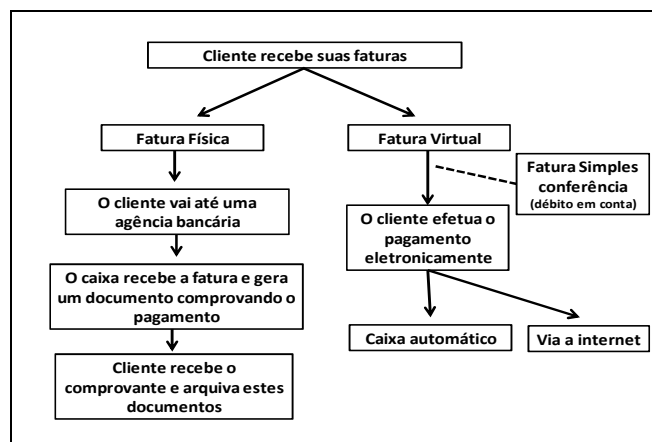 Cliente recebe suas faturas
Fatura Física
Fatura Virtual
Fatura Simples
conferência
(débito em conta)
O cliente vai até uma
agência bancária
O cliente efetua o
pagamento
eletronicamente
O caixa recebe a fatura e gera
um documento comprovando o
pagamento
Caixa automático
Via a internet
Cliente recebe o
comprovante e arquiva estes
documentos